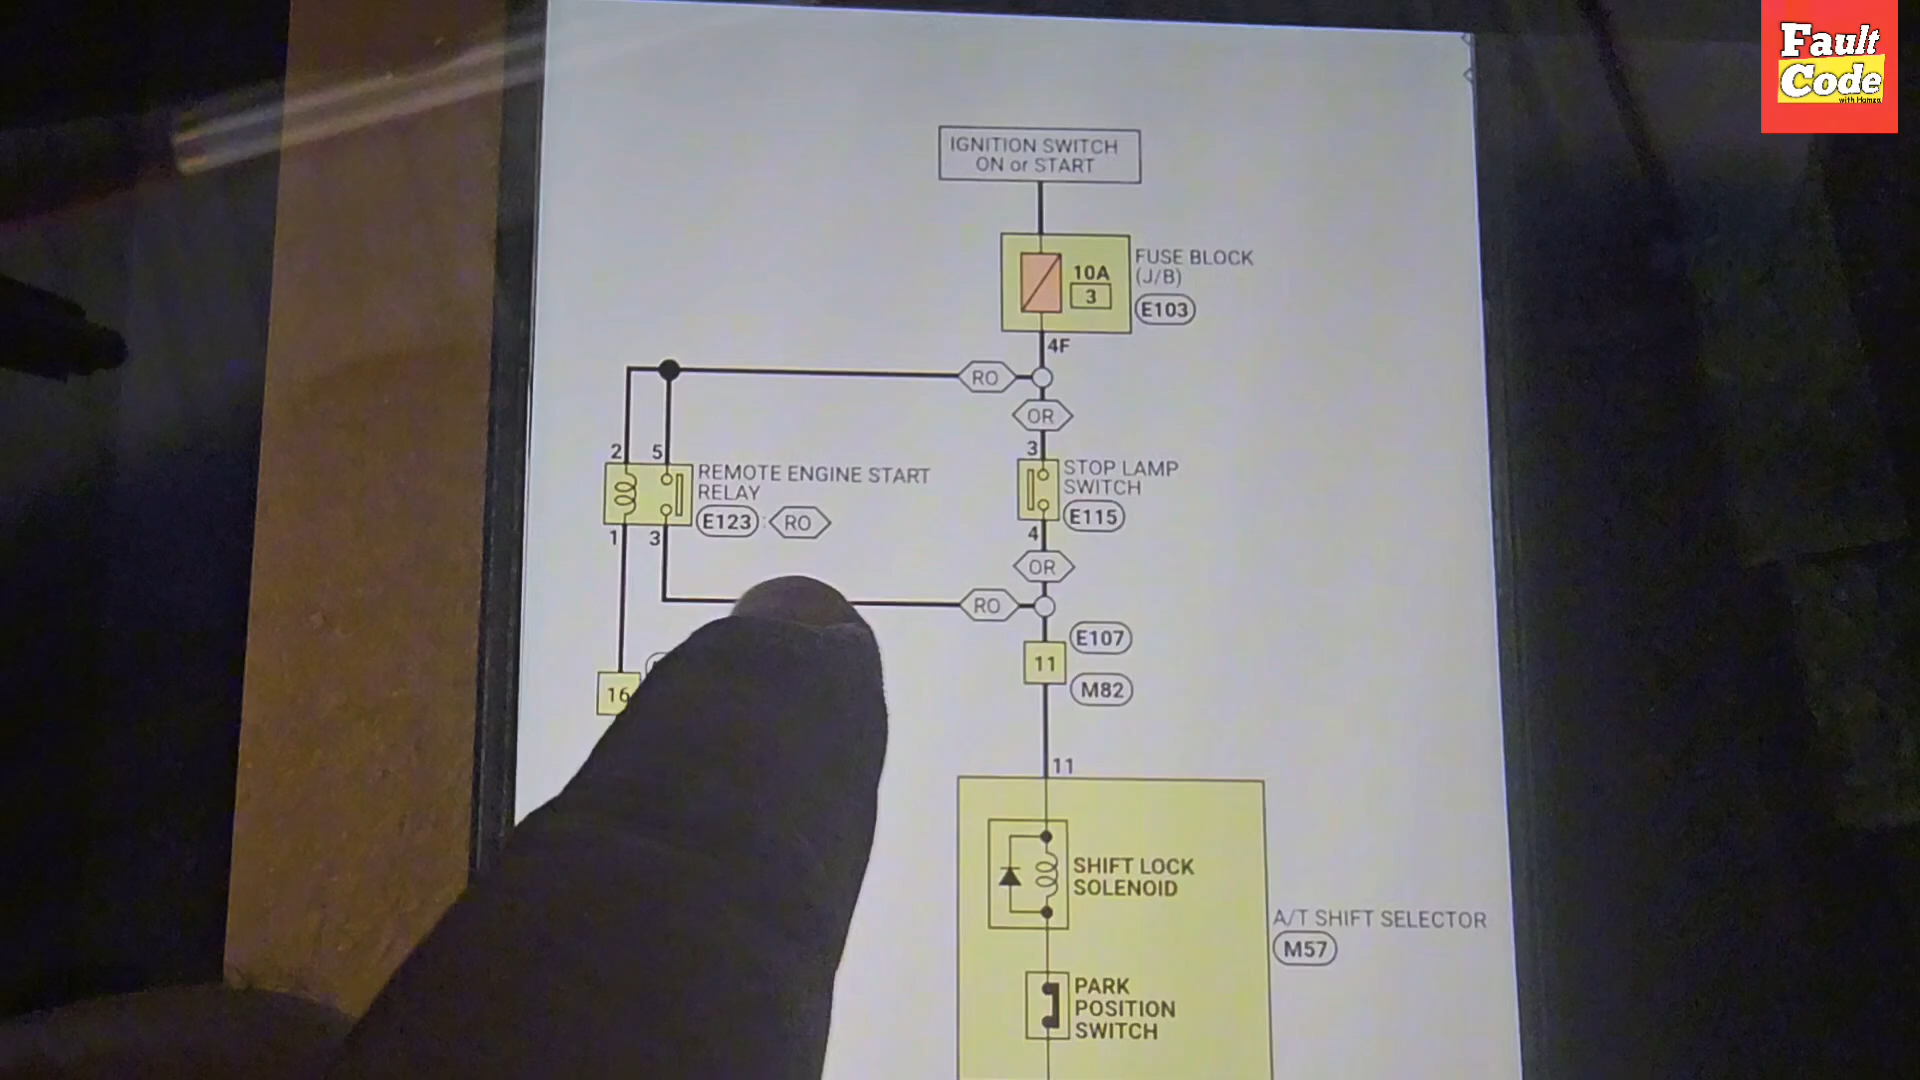 Fault
Code
with Hamza
IGNITION SWITCH
ON or START
10A
3
FUSE BLOCK
(J/B)
E103
4F
RO
OR
2
5
3
REMOTE ENGINE START
RELAY
E123 : RO
STOP LAMP
SWITCH
E115
1
3
4
OR
RO
E107
11
M82
16
11
SHIFT LOCK
SOLENOID
A/T SHIFT SELECTOR
M57
PARK
POSITION
SWITCH